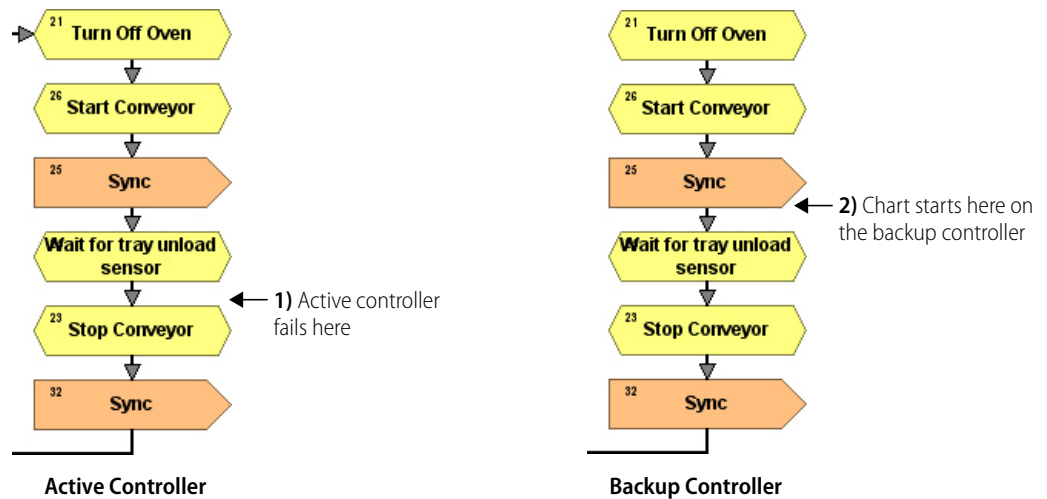 21 Turn Off Oven
26 Start Conveyor
25 Sync
Wait for tray unload
sensor
1) Active controller
fails here
23 Stop Conveyor
32 Sync
Active Controller
21 Turn Off Oven
26 Start Conveyor
25 Sync
2) Chart starts here on
the backup controller
Wait for tray unload
sensor
23 Stop Conveyor
32 Sync
Backup Controller